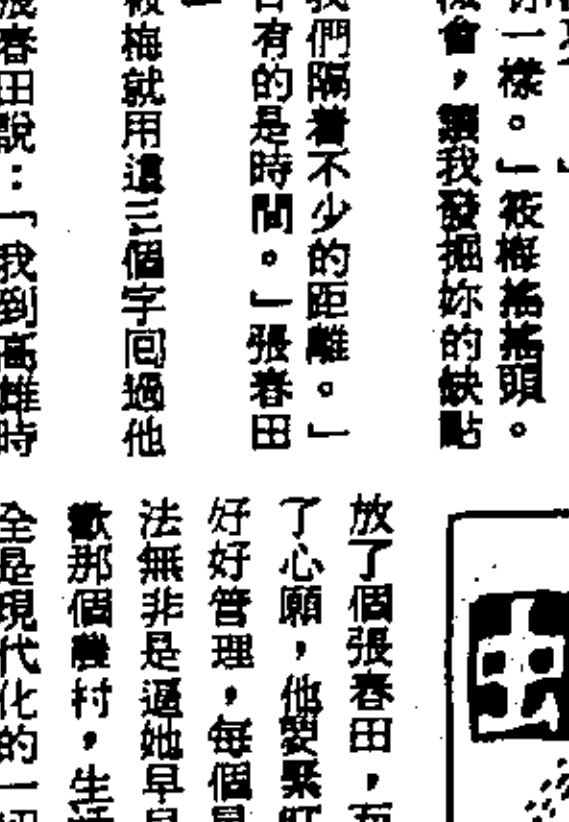 你一樣。」筱梅搖搖頭。
機會，讓我發掘妳的缺點
我們隔着不少的距離。」
有的是時間。」張春田
筱梅就用這三個字回過他
張春田說：「我到高雄時
放了個張春田，
了心願，他要緊盯
好好管理，每個
法無非是逼她早
歡那個農村，生活
全是現代化的一切